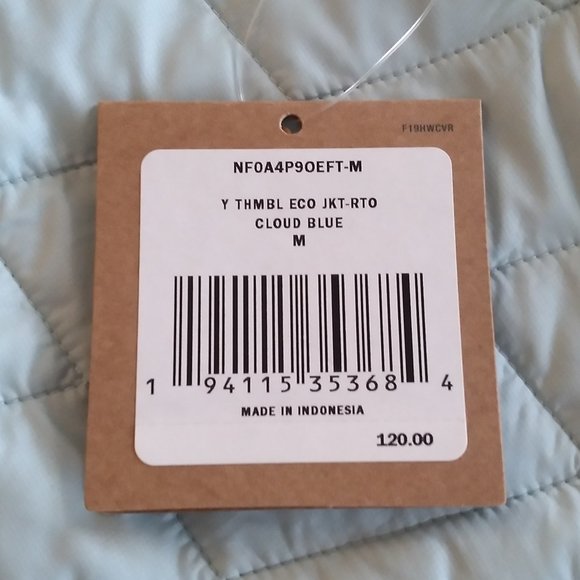 F19HWCVR
NF0A4P9OEFT-M
Y THMBL ECO JKT-RTO
CLOUD BLUE
M
1 94115 35368 4
MADE IN INDONESIA
120.00